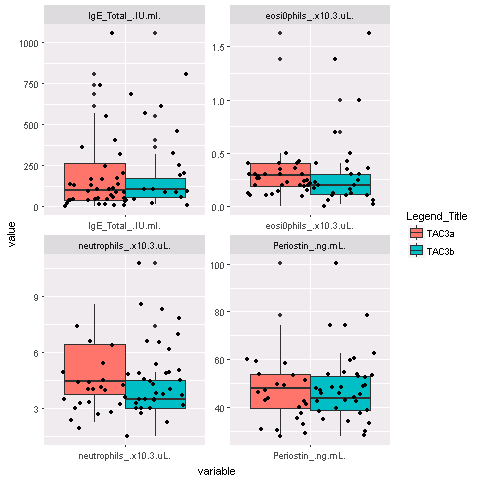 IgE_Total_.IU.ml.
eosi0phils_.x10.3.uL.
1000
750
500
250
0
1.5
1.0
0.5
0.0
IgE_Total_.IU.ml.
eosi0phils_.x10.3.uL.
neutrophils_.x10.3.uL.
Periostin_.ng.mL.
9
6
3
100
80
60
40
neutrophils_.x10.3.uL.
Periostin_.ng.mL.
value
variable
Legend_Title
TAC3a
TAC3b